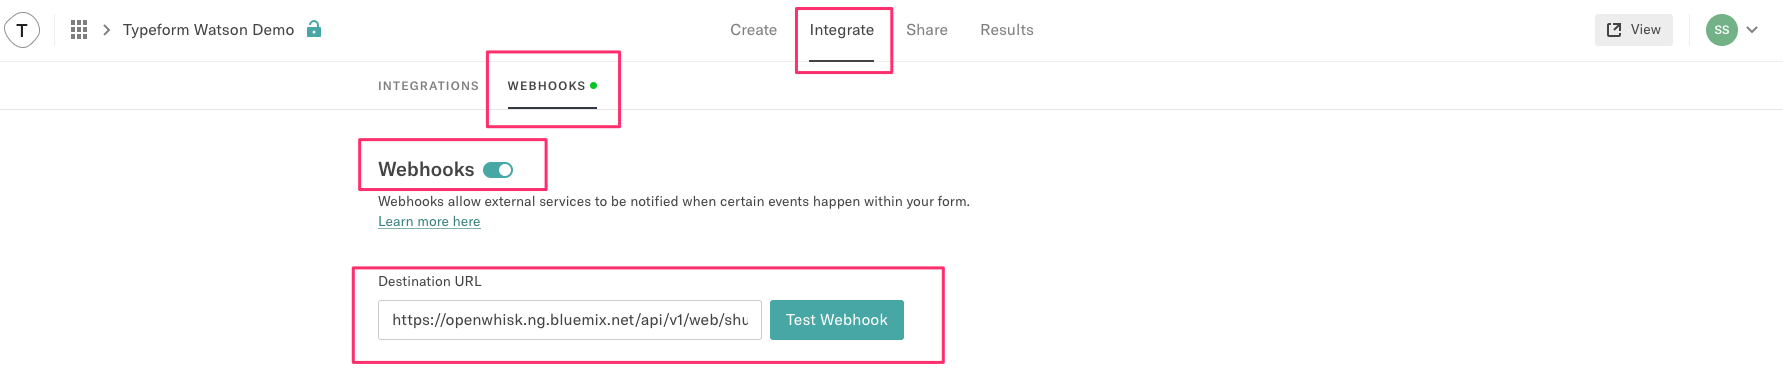 T > Typeform Watson Demo Create Integrate Share Results View SS
INTEGRATIONS WEBHOOKS
Webhooks
Webhooks allow external services to be notified when certain events happen within your form.
Learn more here
Destination URL
https://openwhisk.ng.bluemix.net/api/v1/web/shu Test Webhook